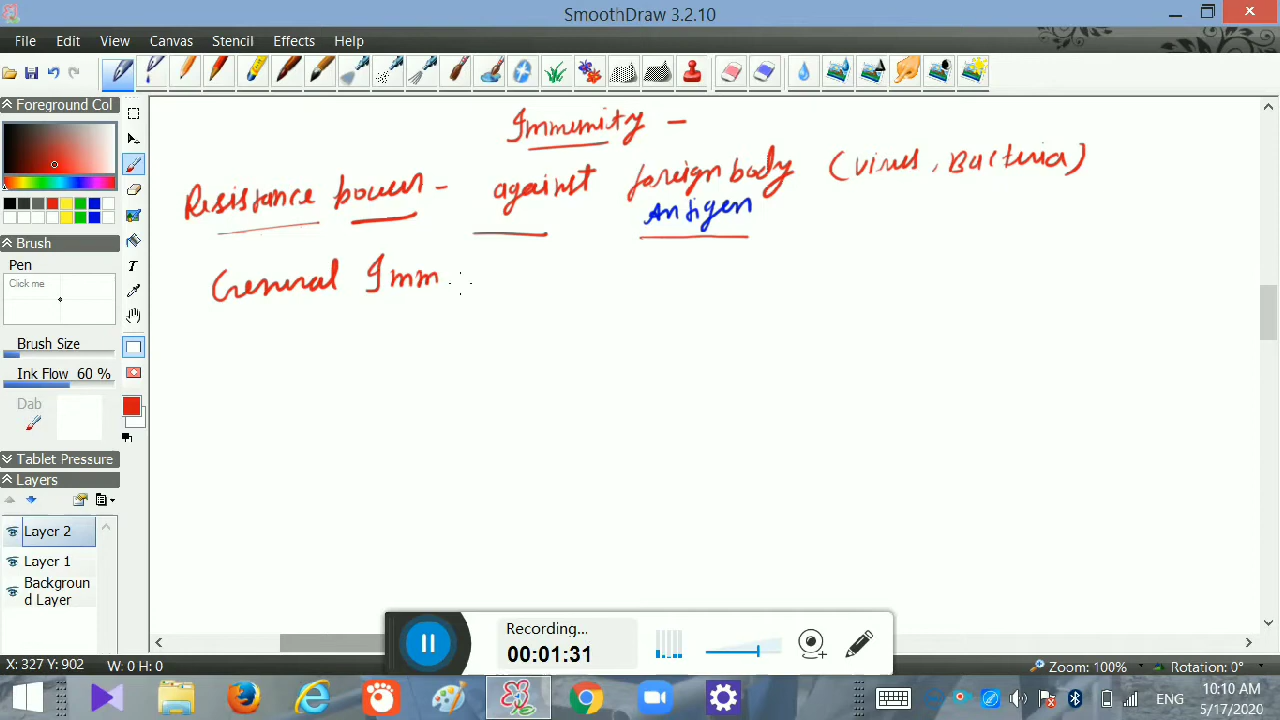 SmoothDraw 3.2.10
File Edit View Canvas Stencil Effects Help
Foreground Col
Brush
Pen
Click me
Brush Size
Ink Flow 60 %
Dab
Tablet Pressure
Layers
Layer 2
Layer 1
Backgroun
d Layer
Immunity -
Resistance power - against foreign body (virus, Bacteria)
Antigen
General Imm
Recording...
00:01:31
X: 327 Y: 902 W: 0 H: 0 Zoom: 100% Rotation: 0°
ENG
10:10 AM
5/17/2020